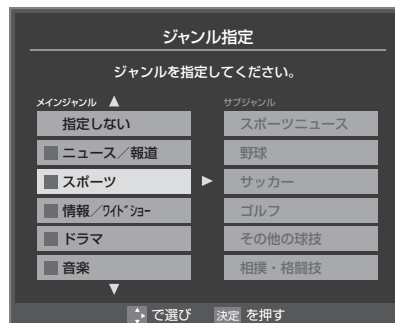 ジャンル指定
ジャンルを指定してください。
メインジャンル
サブジャンル
指定しない
スポーツニュース
ニュース／報道
野球
スポーツ
サッカー
情報／ﾜｲﾄﾞｼｮｰ
ゴルフ
ドラマ
その他の球技
音楽
相撲・格闘技
で選び 決定 を押す